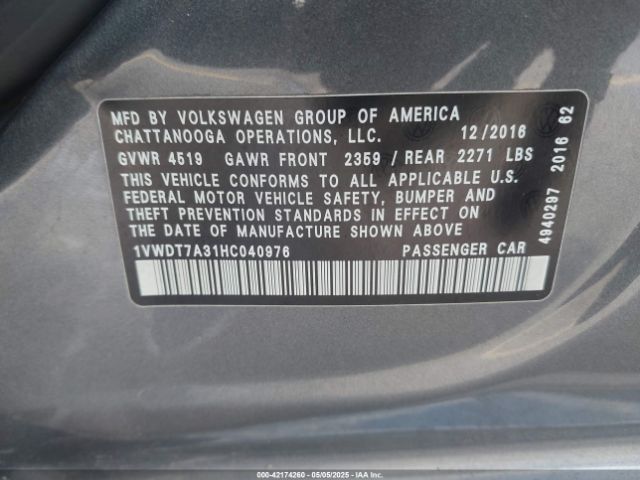 MFD BY VOLKSWAGEN GROUP OF AMERICA
CHATTANOOGA OPERATIONS, LLC. 12/2016
GVWR 4519 GAWR FRONT 2359 / REAR 2271 LBS
THIS VEHICLE CONFORMS TO ALL APPLICABLE U.S.
FEDERAL MOTOR VEHICLE SAFETY, BUMPER AND
THEFT PREVENTION STANDARDS IN EFFECT ON
THE DATE OF MANUFACTURE SHOWN ABOVE
1VWDT7A31HC040976 PASSENGER CAR
4940297 2016 62
000-42174260 - 05/05/2025 - IAA Inc.